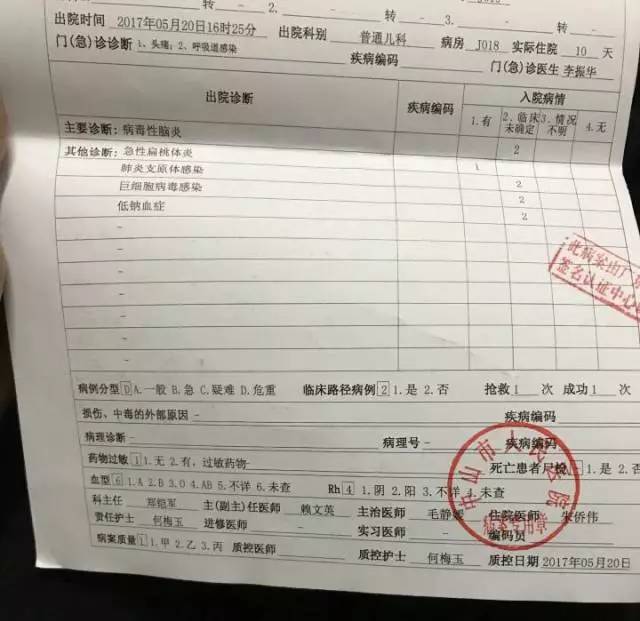 转 - 2. - 转 - 3. - 转 -
出院时间 2017年05月20日16时25分 出院科别 普通儿科 病房 J018 实际住院 10 天
门(急)诊诊断 1、头痛; 2、呼吸道感染 疾病编码 门(急)诊医生 李振华
出院诊断 疾病编码 入院病情
1.有 2.临床未确定 3.情况不明 4.无
主要诊断: 病毒性脑炎
其他诊断: 急性扁桃体炎 2
肺炎支原体感染 1
巨细胞病毒感染 2
低钠血症 2
-
-
-
-
-
-
-
此病案由广
签名认证中心
病例分型 D A.一般 B.急 C.疑难 D.危重 临床路径病例 2 1.是 2.否 抢救 1 次 成功 1 次
损伤、中毒的外部原因 - 疾病编码
病理诊断 - 病理号 - 疾病编码
药物过敏 1 1.无 2.有, 过敏药物 - 死亡患者尸检 - 1.是 2.否
血型 6 1.A 2.B 3.O 4.AB 5.不详 6.未查 Rh 4 1.阴 2.阳 3.不详 4.未查
科主任 郑铠军 主(副主)任医师 赖文英 主治医师 毛静媛 住院医师 朱侨伟
责任护士 何梅玉 进修医师 - 实习医师 - 编码员
病案质量 1 1.甲 2.乙 3.丙 质控医师 质控护士 何梅玉 质控日期 2017年05月20日
中山市人民医院
病案专用章